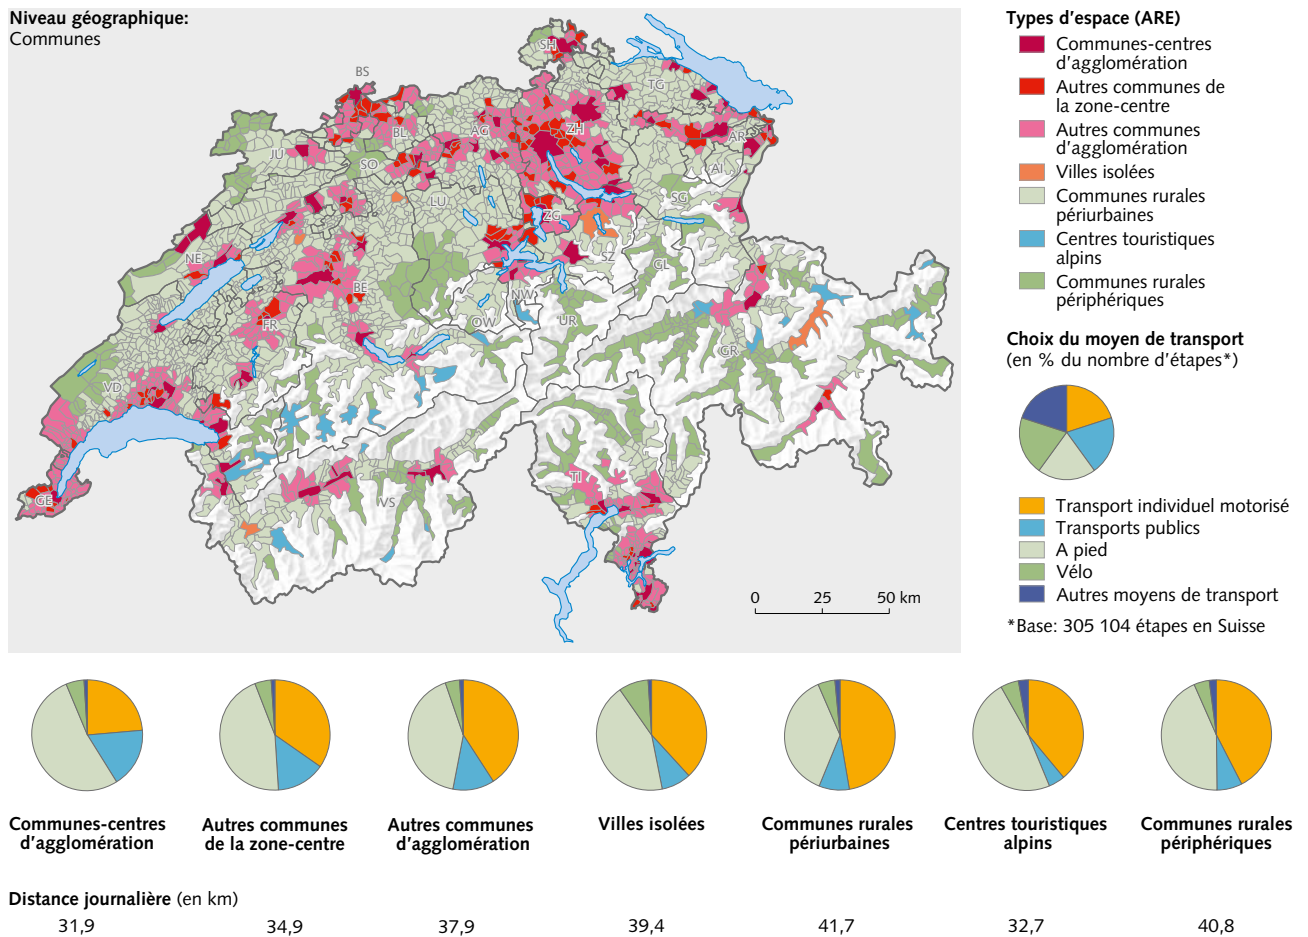 Niveau géographique:
Communes
SH
BS
TG
BL
AG
ZH
AR
JU
SO
AI
LU
SG
ZG
NE
SZ
GL
BE
NW
FR
OW
UR
GR
VD
TI
GE
VS
0 25 50 km
Types d'espace (ARE)
Communes-centres
d'agglomération
Autres communes de
la zone-centre
Autres communes
d'agglomération
Villes isolées
Communes rurales
périurbaines
Centres touristiques
alpins
Communes rurales
périphériques
Choix du moyen de transport
(en % du nombre d'étapes*)
Transport individuel motorisé
Transports publics
A pied
Vélo
Autres moyens de transport
*Base: 305 104 étapes en Suisse
Communes-centres
d'agglomération
Autres communes
de la zone-centre
Autres communes
d'agglomération
Villes isolées
Communes rurales
périurbaines
Centres touristiques
alpins
Communes rurales
périphériques
Distance journalière (en km)
31,9 34,9 37,9 39,4 41,7 32,7 40,8